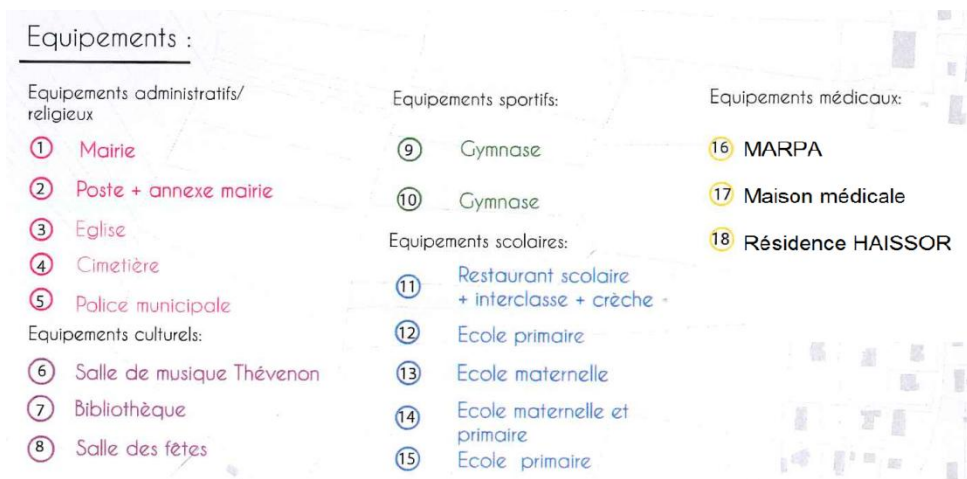 Equipements :
Equipements administratifs/
religieux
1 Mairie
2 Poste + annexe mairie
3 Eglise
4 Cimetière
5 Police municipale
Equipements culturels:
6 Salle de musique Thévenon
7 Bibliothèque
8 Salle des fêtes
Equipements sportifs:
9 Gymnase
10 Gymnase
Equipements scolaires:
11 Restaurant scolaire
+ interclasse + crèche
12 Ecole primaire
13 Ecole maternelle
14 Ecole maternelle et
primaire
15 Ecole primaire
Equipements médicaux:
16 MARPA
17 Maison médicale
18 Résidence HAISSOR